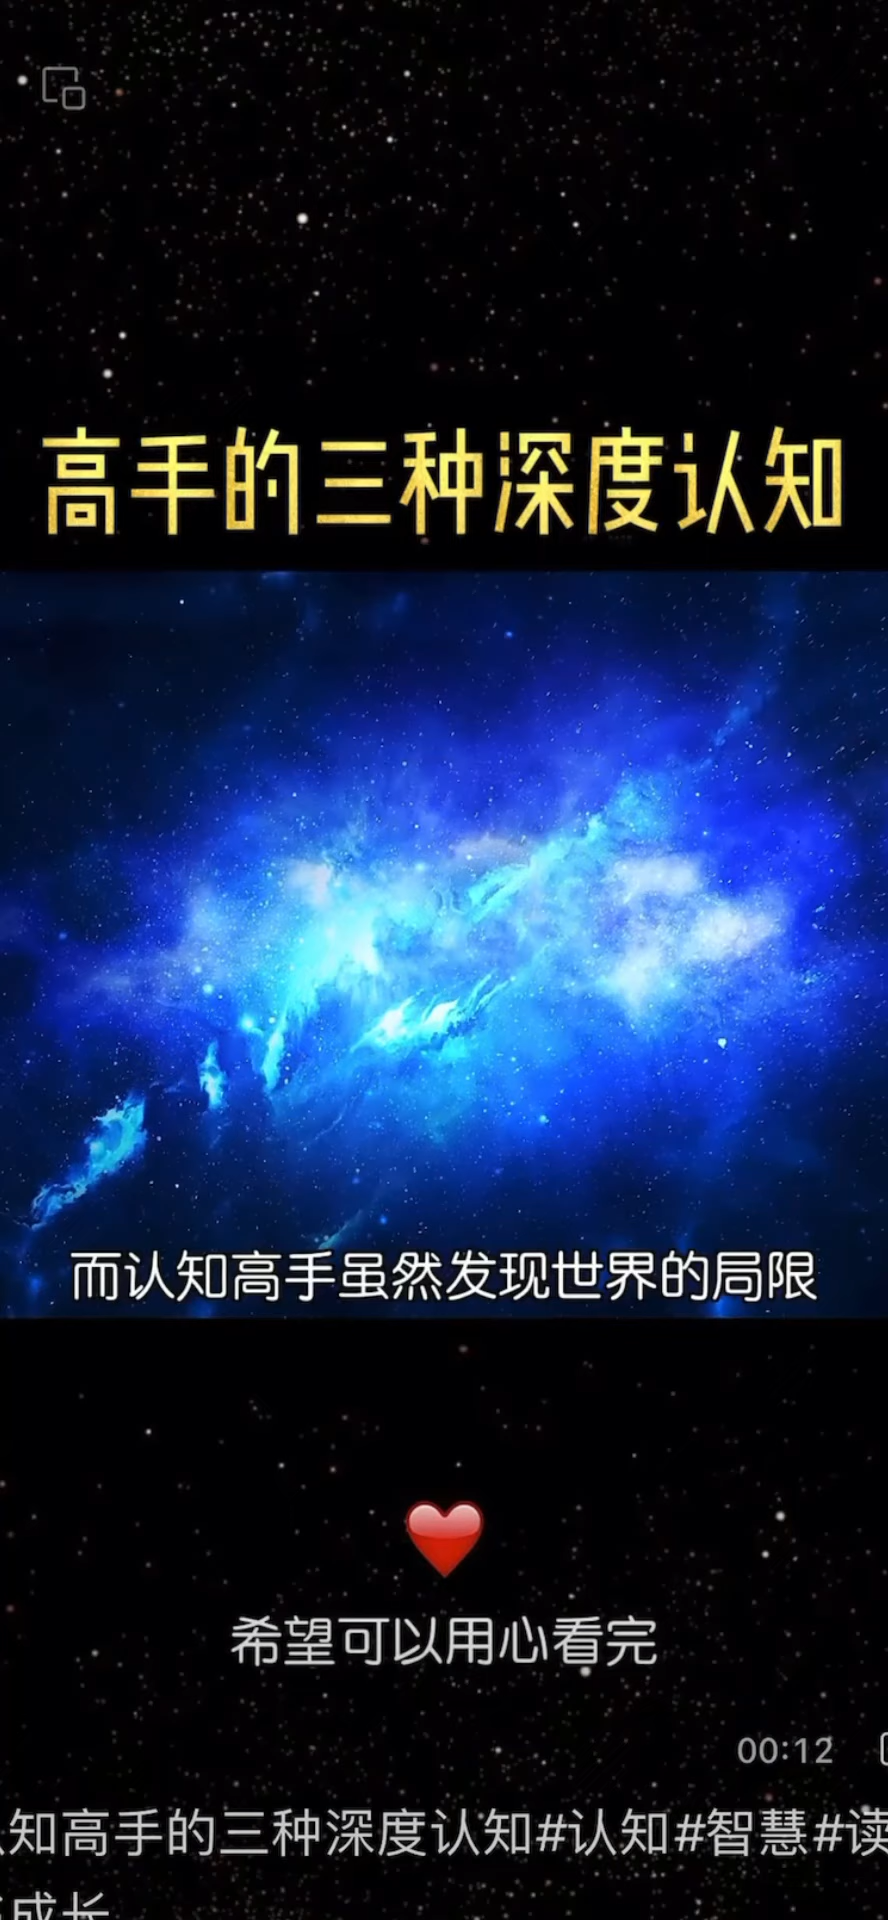 高手的三种深度认知
而认知高手虽然发现世界的局限
希望可以用心看完
00:12
知高手的三种深度认知#认知#智慧#读
成长